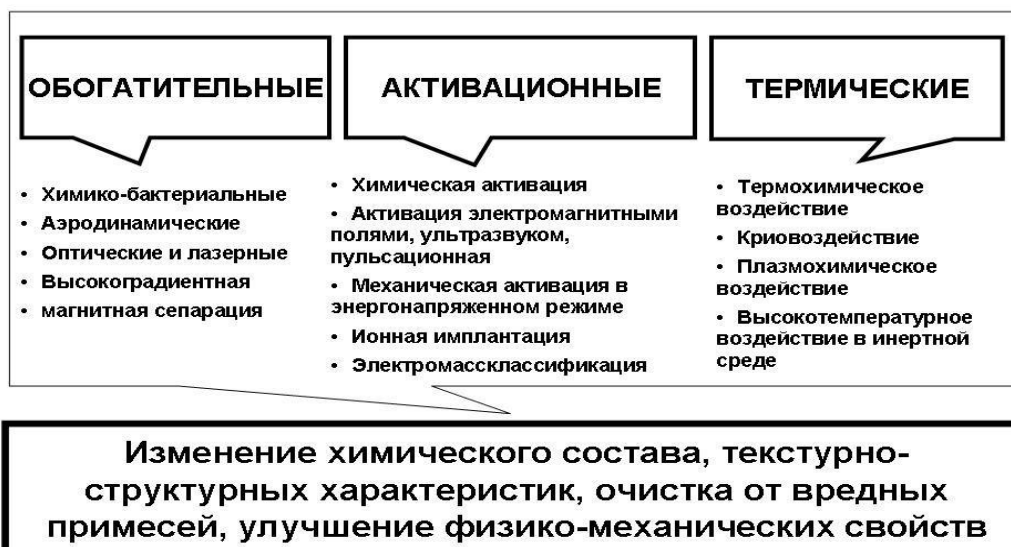 ОБОГАТИТЕЛЬНЫЕ
• Химико-бактериальные
• Аэродинамические
• Оптические и лазерные
• Высокоградиентная
• магнитная сепарация
АКТИВАЦИОННЫЕ
• Химическая активация
• Активация электромагнитными
полями, ультразвуком,
пульсационная
• Механическая активация в
энергонапряженном режиме
• Ионная имплантация
• Электромассклассификация
ТЕРМИЧЕСКИЕ
• Термохимическое
воздействие
• Криовоздействие
• Плазмохимическое
воздействие
• Высокотемпературное
воздействие в инертной
среде
Изменение химического состава, текстурно-
структурных характеристик, очистка от вредных
примесей, улучшение физико-механических свойств